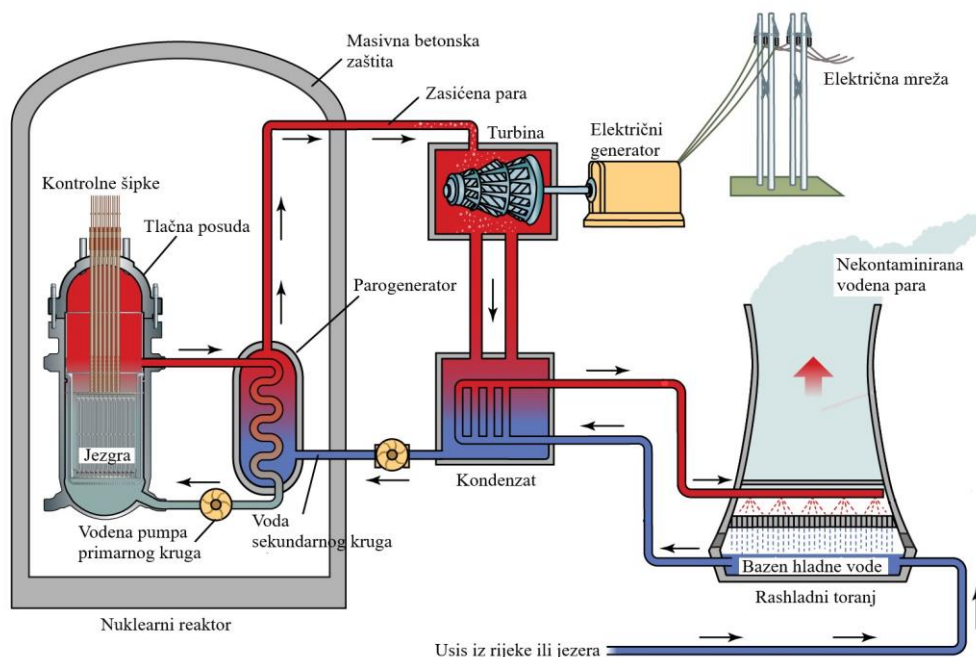 Masivna betonska
zaštita
Električna mreža
Zasićena para
Turbina
Električni
generator
Kontrolne šipke
Tlačna posuda
Parogenerator
Nekontaminirana
vodena para
Jezgra
Kondenzat
Vodena pumpa
primarnog kruga
Voda
sekundarnog kruga
Bazen hladne vode
Rashladni toranj
Nuklearni reaktor
Usis iz rijeke ili jezera